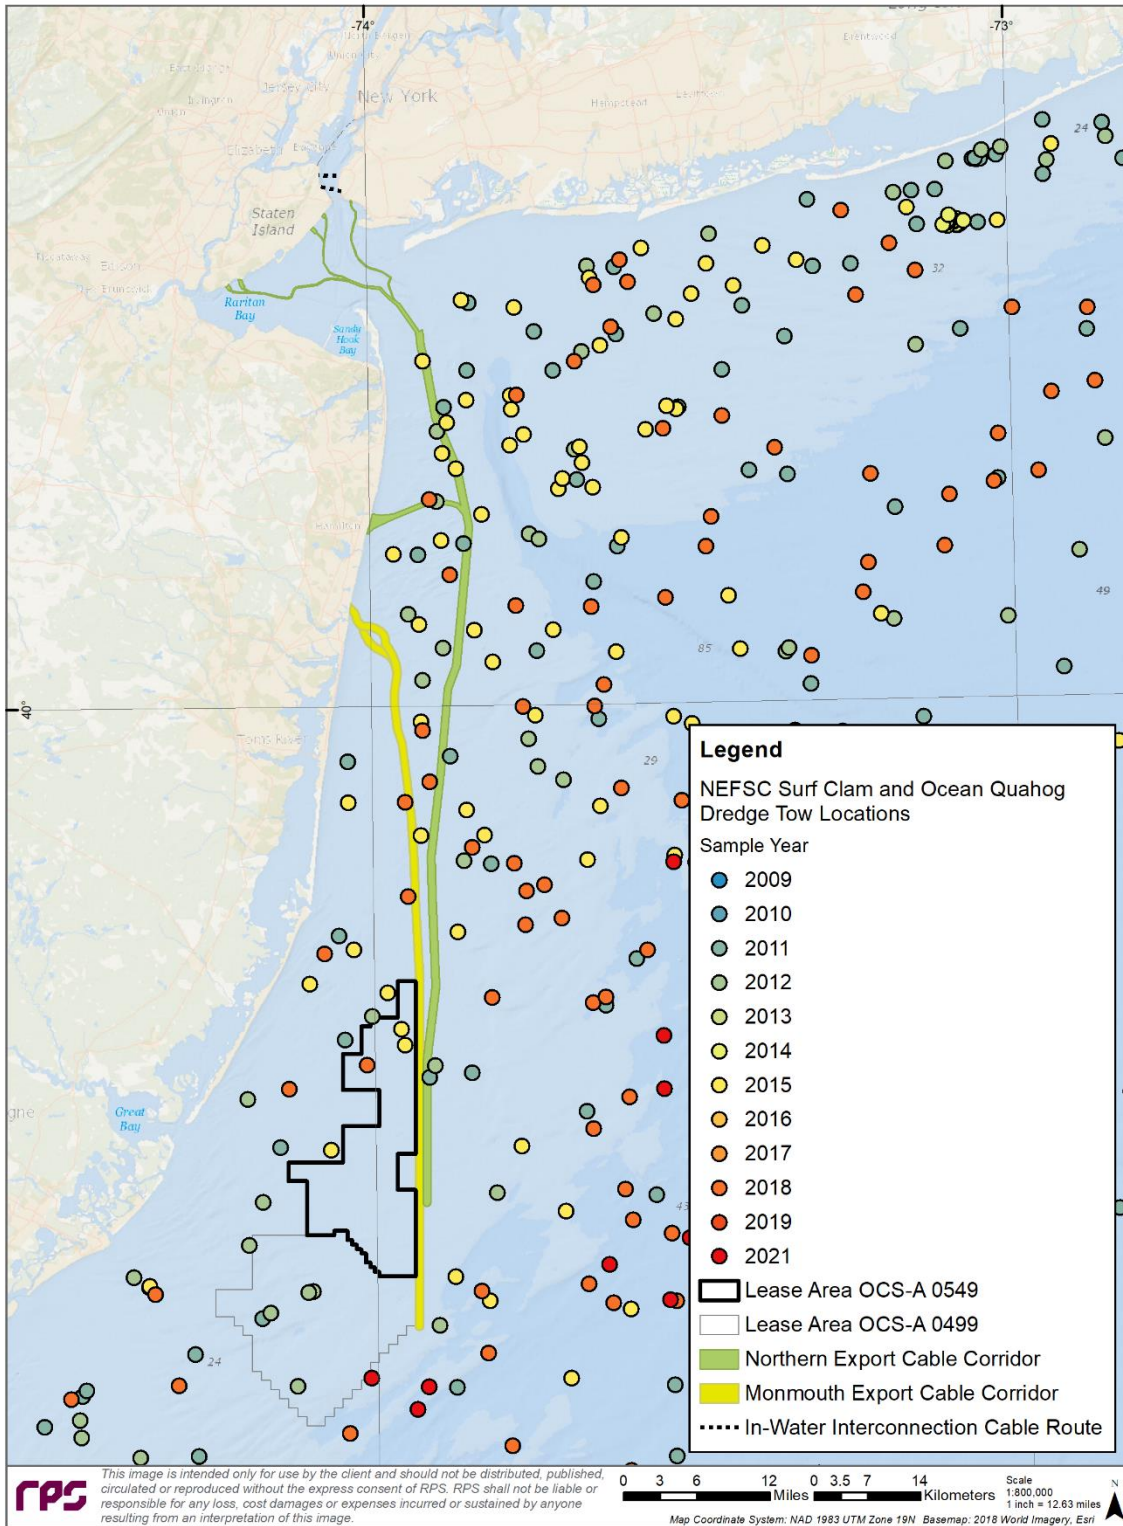 -74°
-73°
New York
Jersey City
Hampstead
Levittown
Brentwood
Elizabeth
24
Staten
Island
Edison
New Brunswick
32
Raritan
Bay
Sandy
Hook
Bay
Hamilton
49
85
40°
Toms River
29
Great
Bay
43
24
Legend
NEFSC Surf Clam and Ocean Quahog
Dredge Tow Locations
Sample Year
2009
2010
2011
2012
2013
2014
2015
2016
2017
2018
2019
2021
Lease Area OCS-A 0549
Lease Area OCS-A 0499
Northern Export Cable Corridor
Monmouth Export Cable Corridor
In-Water Interconnection Cable Route
rps
This image is intended only for use by the client and should not be distributed, published,
circulated or reproduced without the express consent of RPS. RPS shall not be liable or
responsible for any loss, cost damages or expenses incurred or sustained by anyone
resulting from an interpretation of this image.
0 3 6 12
Miles
0 3.5 7 14
Kilometers
Scale
1:800,000
1 inch = 12.63 miles
N
Map Coordinate System: NAD 1983 UTM Zone 19N Basemap: 2018 World Imagery, Esri